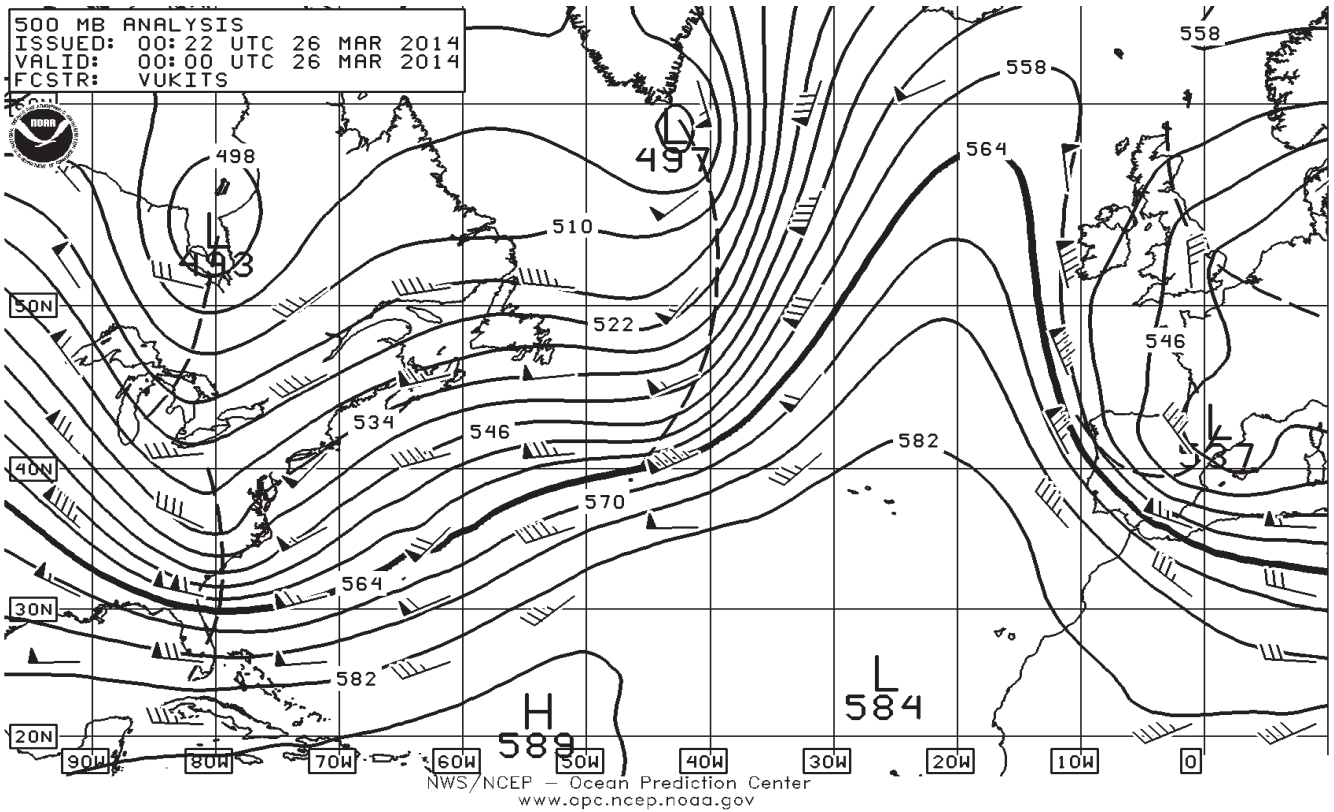 500 MB ANALYSIS
ISSUED: 00:22 UTC 26 MAR 2014
VALID: 00:00 UTC 26 MAR 2014
FCSTR: VUKITS
NOAA
558
558
564
498
L
497
L
493
510
50N
522
546
534
546
582
L
40N
570
564
30N
582
L
584
H
589
20N
90W 80W 70W 60W 50W 40W 30W 20W 10W 0
NWS/NCEP – Ocean Prediction Center
www.opc.ncep.noaa.gov